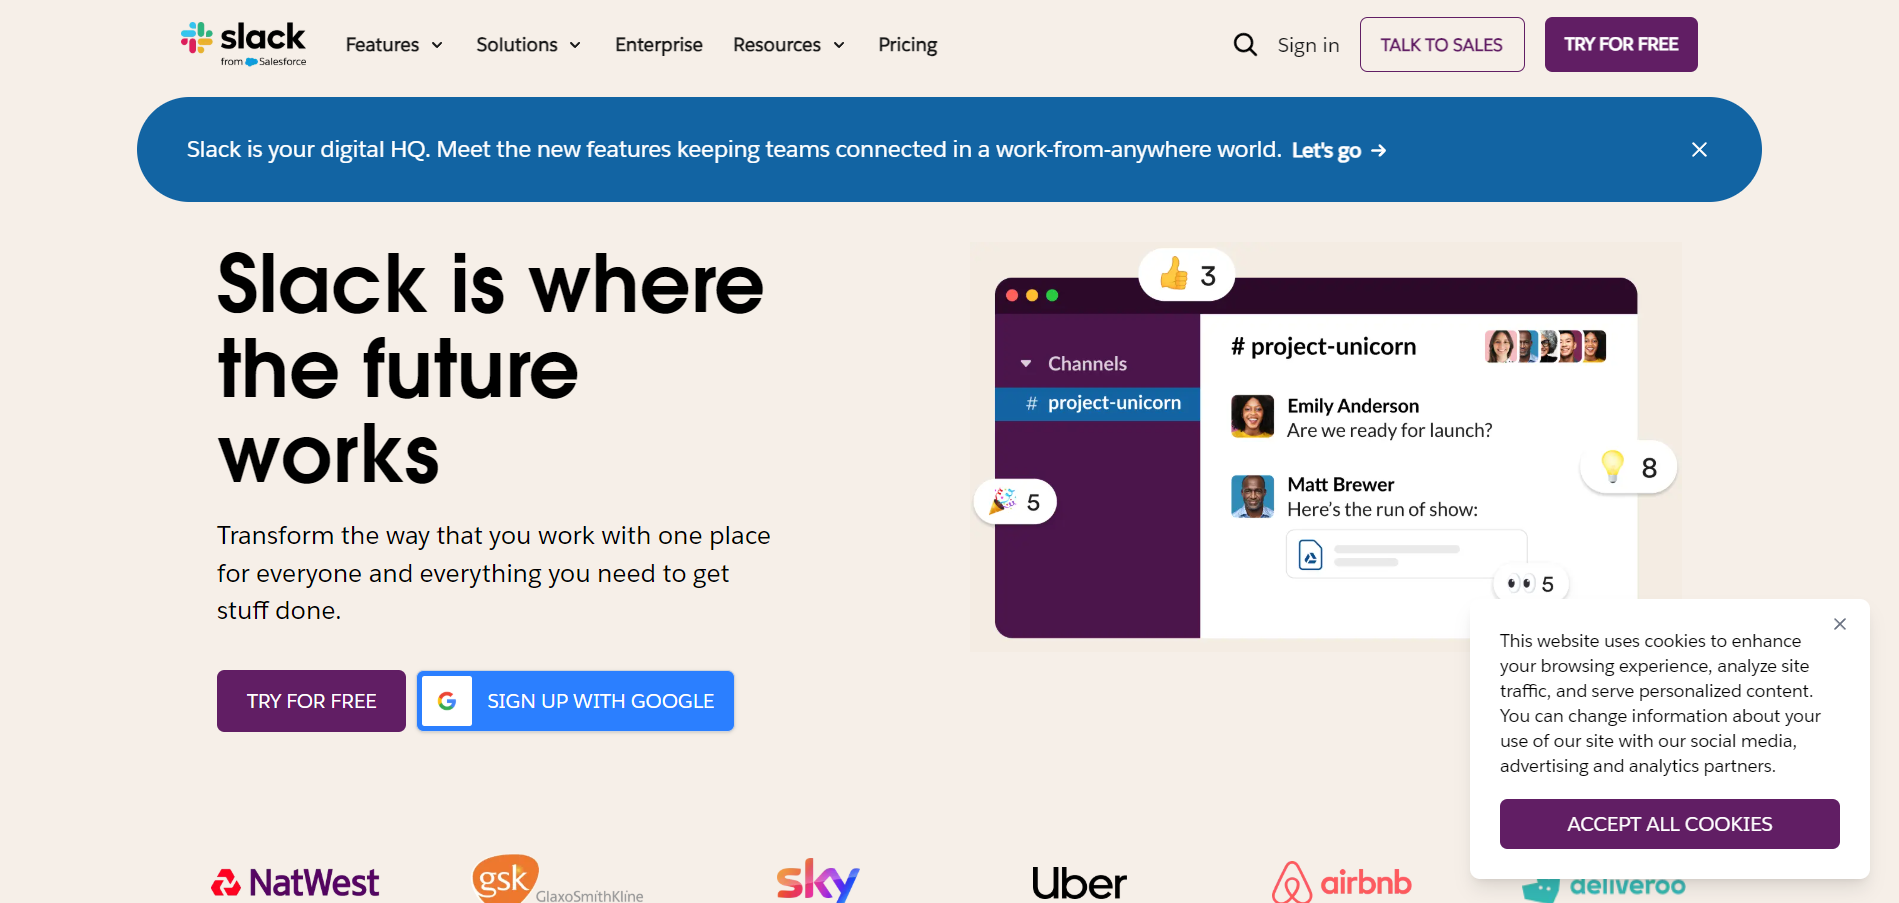 slack
from Salesforce
Features
Solutions
Enterprise
Resources
Pricing
Sign in
TALK TO SALES
TRY FOR FREE
Slack is your digital HQ. Meet the new features keeping teams connected in a work-from-anywhere world. Let's go →
Slack is where
the future
works
Transform the way that you work with one place
for everyone and everything you need to get
stuff done.
TRY FOR FREE
G SIGN UP WITH GOOGLE
3
Channels
# project-unicorn
# project-unicorn
Emily Anderson
Are we ready for launch?
Matt Brewer
Here's the run of show:
5
8
5
This website uses cookies to enhance
your browsing experience, analyze site
traffic, and serve personalized content.
You can change information about your
use of our site with our social media,
advertising and analytics partners.
ACCEPT ALL COOKIES
NatWest
gsk GlaxoSmithKline
sky
Uber
airbnb
deliveroo